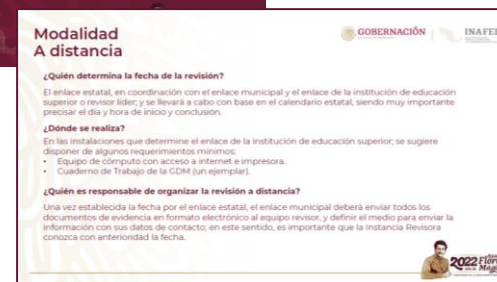 Modalidad
A distancia
GOBERNACIÓN
INAFED
¿Quién determina la fecha de la revisión?
El enlace estatal, en coordinación con el enlace municipal y el enlace de la institución de educación
superior o revisor líder; y se llevará a cabo con base en el calendario estatal, siendo muy importante
precisar el día y hora de inicio y conclusión.
¿Dónde se realiza?
En las instalaciones que determine el enlace de la institución de educación superior; se sugiere
disponer de algunos requerimientos mínimos:
• Equipo de cómputo con acceso a internet e impresora.
• Cuaderno de Trabajo de la GDM (un ejemplar).
¿Quién es responsable de organizar la revisión a distancia?
Una vez establecida la fecha por el enlace estatal, el enlace municipal deberá enviar todos los
documentos de evidencia en formato electrónico al equipo revisor, y definir el medio para enviar la
información con sus datos de contacto; en este sentido, es importante que la Instancia Revisora
conozca con anterioridad la fecha.
2022 Flores
Magón